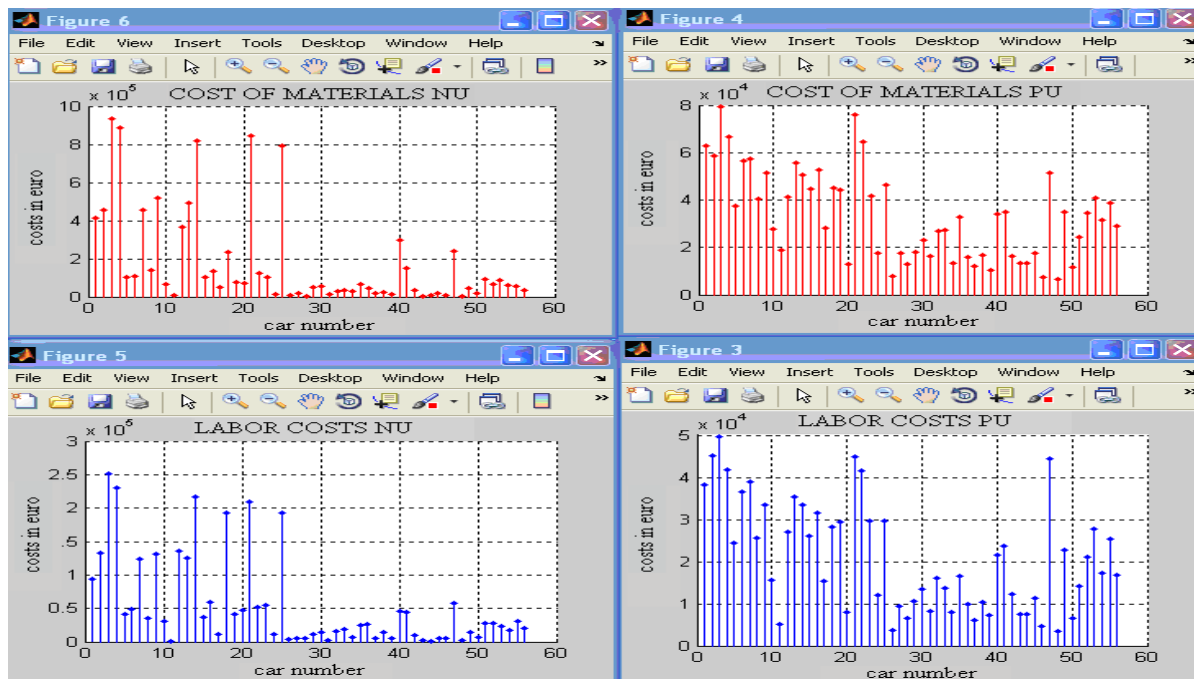 Figure 6
File Edit View Insert Tools Desktop Window Help
× 10^5 COST OF MATERIALS NU
10
8
6
4
2
0
costs in euro
0 10 20 30 40 50 60
car number
Figure 4
File Edit View Insert Tools Desktop Window Help
× 10^4 COST OF MATERIALS PU
8
6
4
2
0
costs in euro
0 10 20 30 40 50 60
car number
Figure 5
File Edit View Insert Tools Desktop Window Help
× 10^5 LABOR COSTS NU
3
2.5
2
.5
1
0.5
0
costs in euro
0 10 20 30 40 50 60
car number
Figure 3
File Edit View Insert Tools Desktop Window Help
× 10^4 LABOR COSTS PU
5
4
3
2
1
0
costs in euro
0 10 20 30 40 50 60
car number